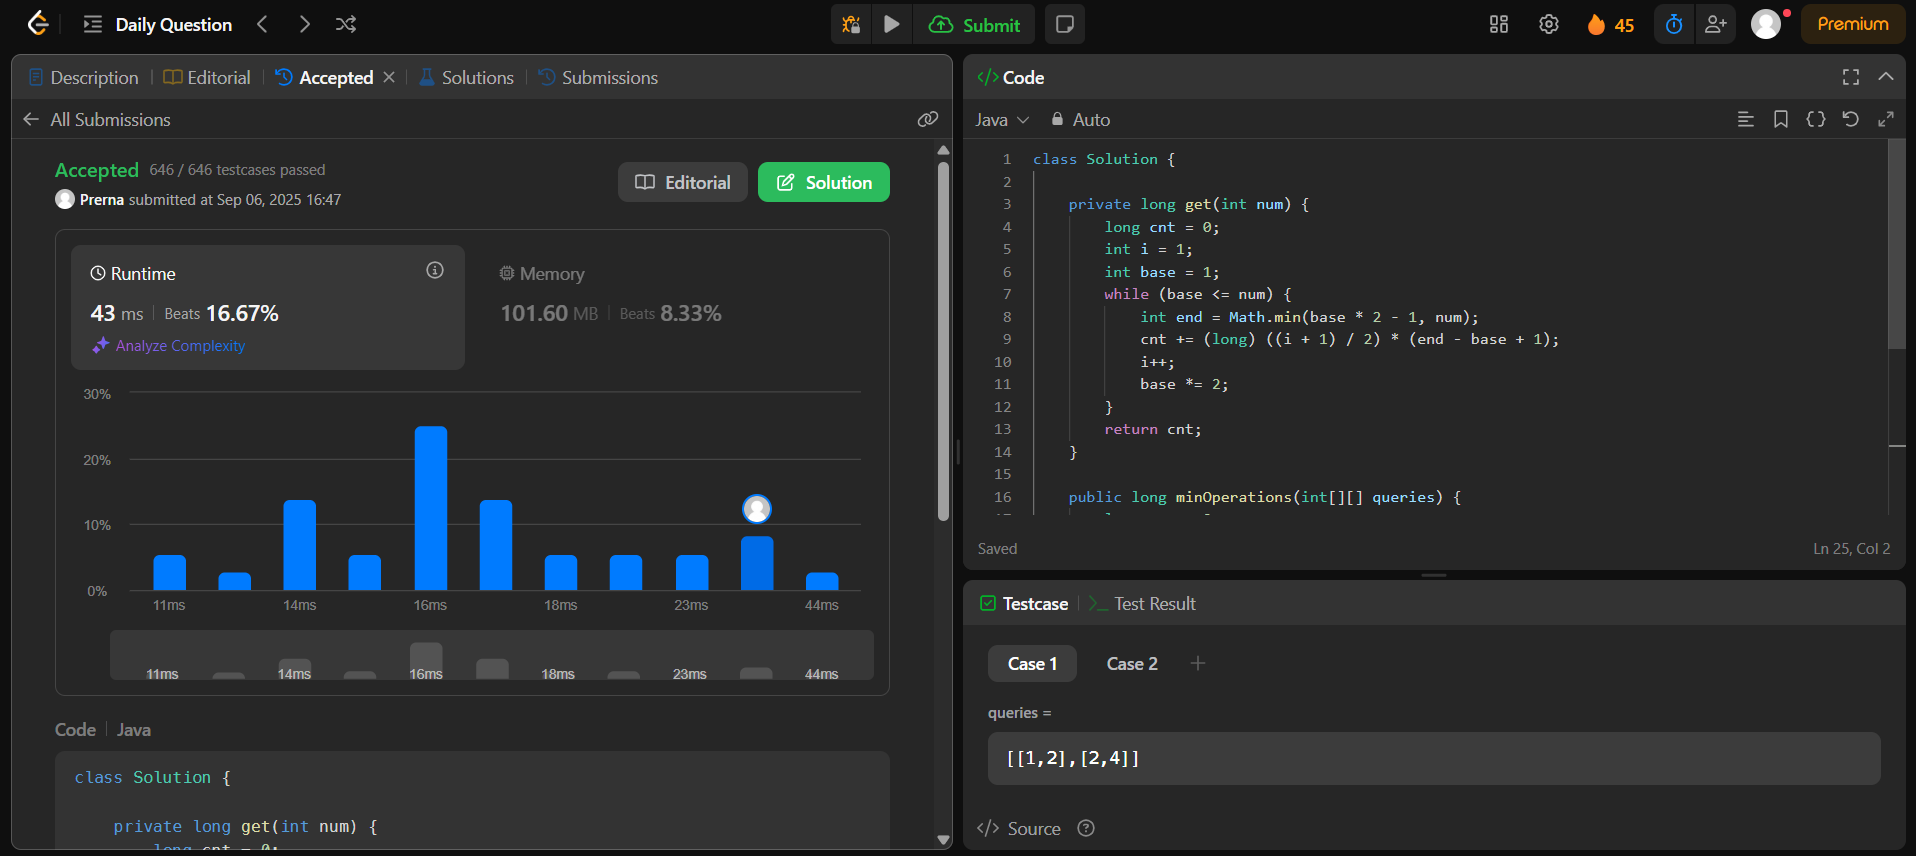 Daily Question
Submit
45
Premium
Description
Editorial
Accepted
Solutions
Submissions
All Submissions
Accepted 646 / 646 testcases passed
Prerna submitted at Sep 06, 2025 16:47
Editorial
Solution
Runtime
43 ms Beats 16.67%
Analyze Complexity
Memory
101.60 MB Beats 8.33%
30%
20%
10%
0%
11ms 14ms 16ms 18ms 23ms 44ms
11ms 14ms 16ms 18ms 23ms 44ms
Code Java
class Solution {
private long get(int num) {
long cnt = 0;
</> Code
Java Auto
1 class Solution {
2
3 private long get(int num) {
4 long cnt = 0;
5 int i = 1;
6 int base = 1;
7 while (base <= num) {
8 int end = Math.min(base * 2 - 1, num);
9 cnt += (long) ((i + 1) / 2) * (end - base + 1);
10 i++;
11 base *= 2;
12 }
13 return cnt;
14 }
15
16 public long minOperations(int[][] queries) {
Saved
Ln 25, Col 2
Testcase
Test Result
Case 1
Case 2
queries =
[[1,2],[2,4]]
</> Source